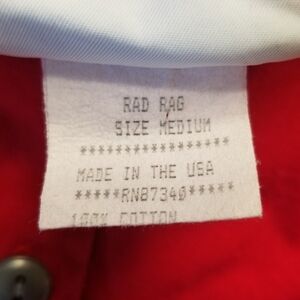 RAD RAG
SIZE MEDIUM
****************
MADE IN THE USA
*****RN87340*****
100% COTTON